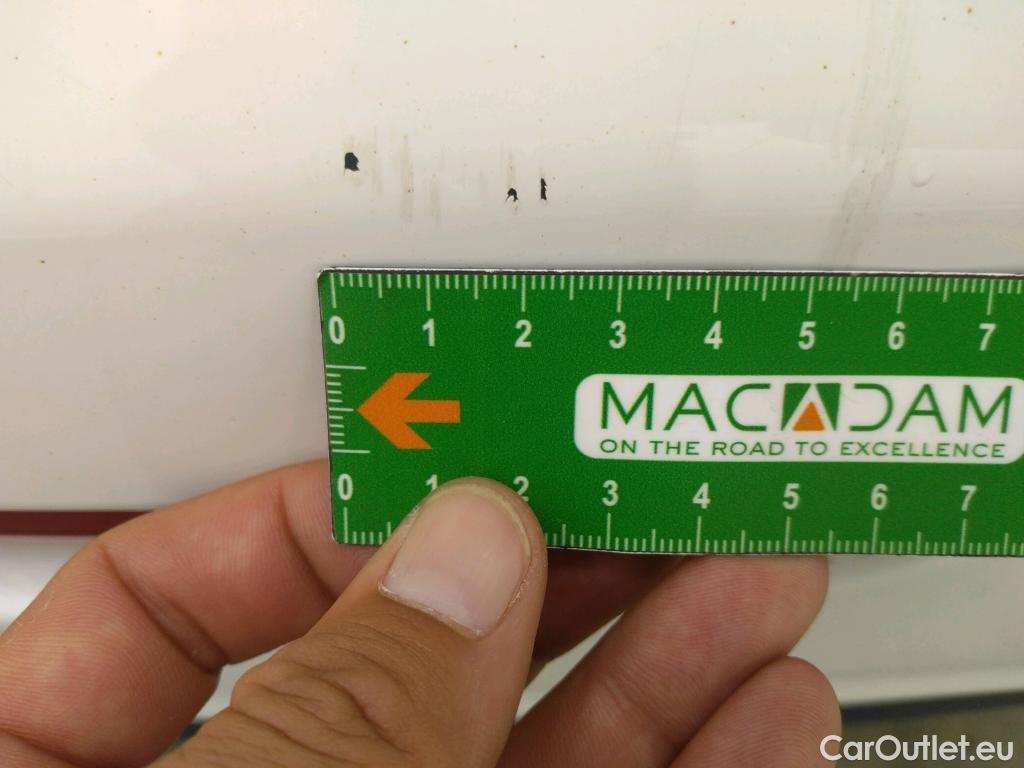 0 1 2 3 4 5 6 7
MACADAM
ON THE ROAD TO EXCELLENCE
0 1 2 3 4 5 6 7
CarOutlet.eu